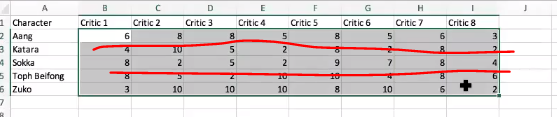 A B C D E F G H I J
1 Character Critic 1 Critic 2 Critic 3 Critic 4 Critic 5 Critic 6 Critic 7 Critic 8
2 Aang 6 8 8 5 8 5 6 3
3 Katara 4 10 5 2 8 2 8 2
4 Sokka 8 2 5 2 9 7 8 4
5 Toph Beifong 8 5 2 10 10 4 8 6
6 Zuko 3 10 10 10 8 10 6 2
7
8